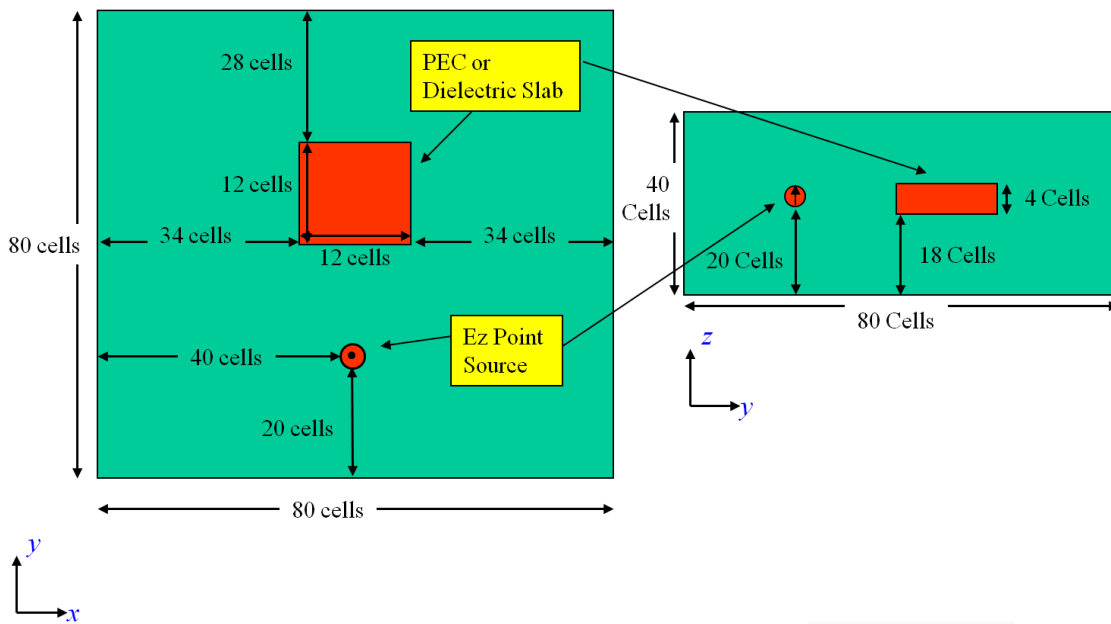 28 cells
PEC or
Dielectric Slab
12 cells
80 cells
34 cells
34 cells
12 cells
40 cells
Ez Point
Source
20 cells
80 cells
y
x
40
Cells
4 Cells
20 Cells
18 Cells
80 Cells
z
y